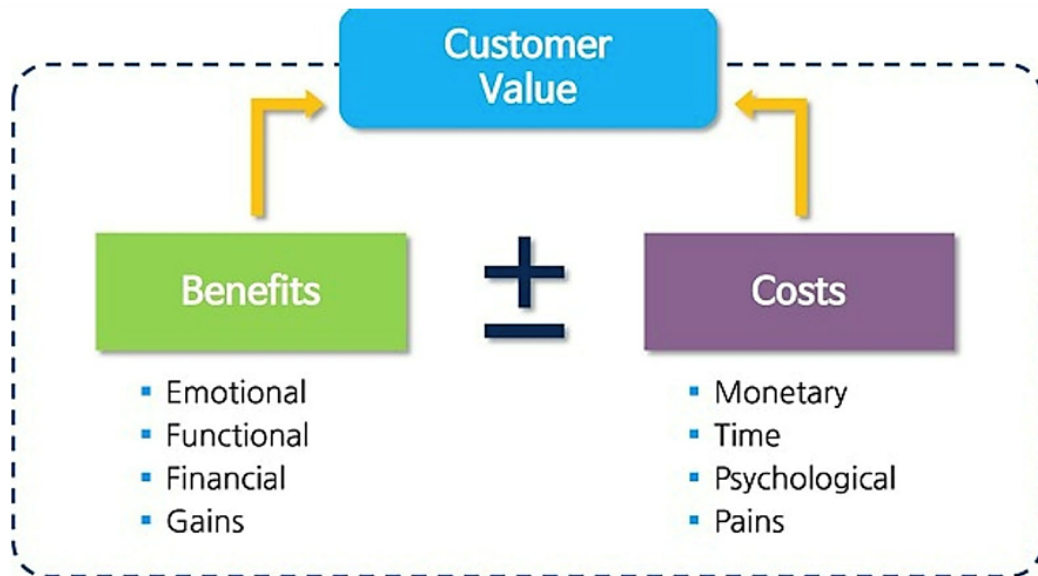 Customer
Value
Benefits
±
Costs
Emotional
Functional
Financial
Gains
Monetary
Time
Psychological
Pains